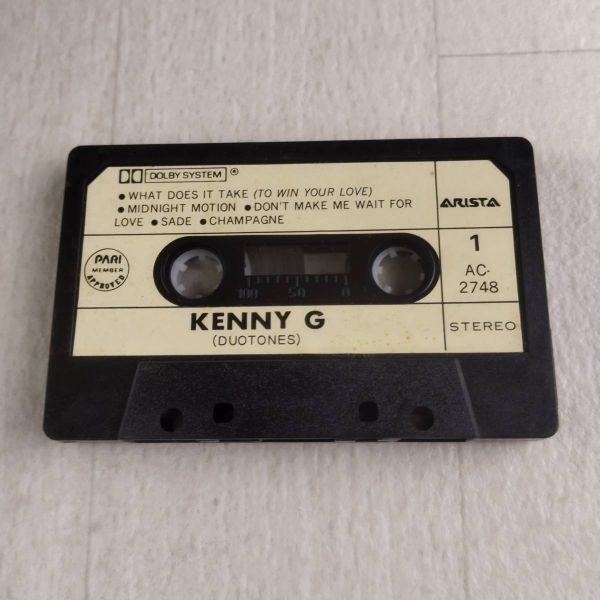 DOLBY SYSTEM ®
• WHAT DOES IT TAKE (TO WIN YOUR LOVE)
• MIDNIGHT MOTION • DON'T MAKE ME WAIT FOR
LOVE • SADE • CHAMPAGNE
ARISTA
1
AC-
2748
PARI
MEMBER
APPROVED
100 50 0
KENNY G
(DUOTONES)
STEREO